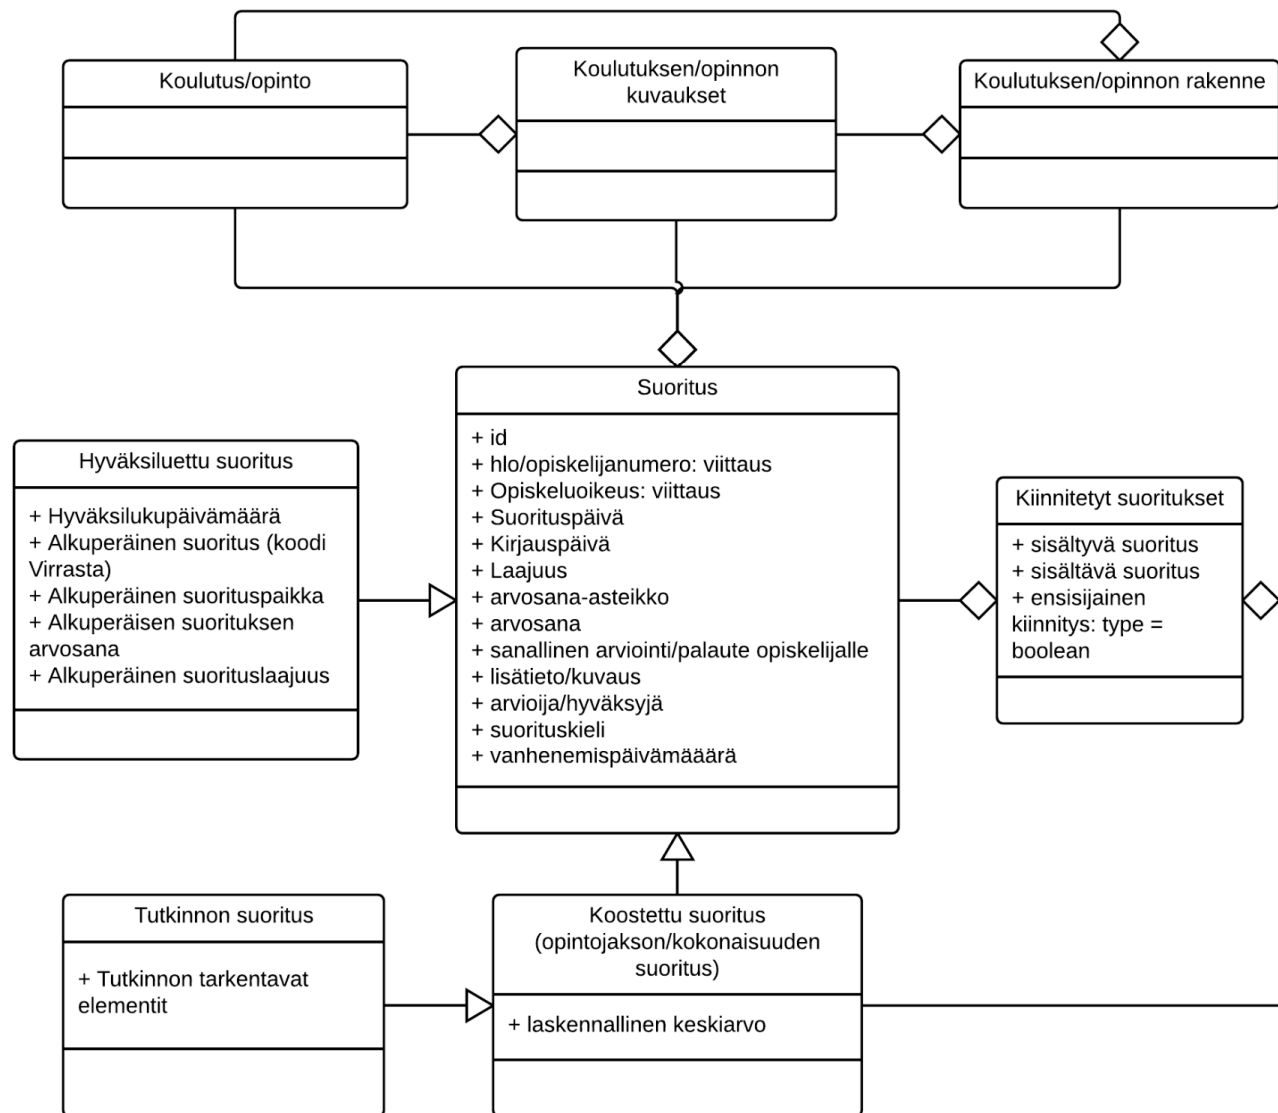 Koulutus/opinto
Koulutuksen/opinnon
kuvaukset
Koulutuksen/opinnon rakenne
Suoritus
+ id
+ hlo/opiskelijanumero: viittaus
+ Opiskeluoikeus: viittaus
+ Suorituspäivä
+ Kirjauspäivä
+ Laajuus
+ arvosana-asteikko
+ arvosana
+ sanallinen arviointi/palaute opiskelijalle
+ lisätieto/kuvaus
+ arvioija/hyväksyjä
+ suorituskieli
+ vanhenemispäivämääärä
Hyväksiluettu suoritus
+ Hyväksilukupäivämäärä
+ Alkuperäinen suoritus (koodi
Virrasta)
+ Alkuperäinen suorituspaikka
+ Alkuperäisen suorituksen
arvosana
+ Alkuperäinen suorituslaajuus
Kiinnitetyt suoritukset
+ sisältyvä suoritus
+ sisältävä suoritus
+ ensisijainen
kiinnitys: type =
boolean
Tutkinnon suoritus
+ Tutkinnon tarkentavat
elementit
Koostettu suoritus
(opintojakson/kokonaisuuden
suoritus)
+ laskennallinen keskiarvo